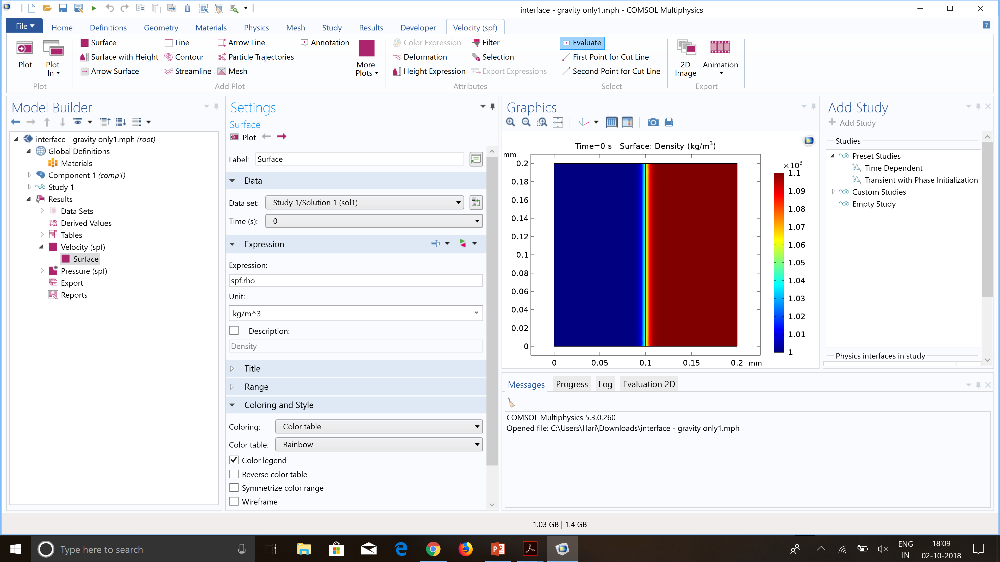 interface - gravity only1.mph - COMSOL Multiphysics
File Home Definitions Geometry Materials Physics Mesh Study Results Developer Velocity (spf) ?
Plot
Plot In
Plot
Surface Line Arrow Line Annotation
Surface with Height Contour Particle Trajectories
Arrow Surface Streamline Mesh
More Plots
Add Plot
Color Expression Filter
Deformation Selection
Height Expression Export Expressions
Attributes
Evaluate
First Point for Cut Line
Second Point for Cut Line
Select
2D Image
Animation
Export
Model Builder
interface - gravity only1.mph (root)
Global Definitions
Materials
Component 1 (comp1)
Study 1
Results
Data Sets
8.85 e-12 Derived Values
Tables
Velocity (spf)
Surface
Pressure (spf)
Export
Reports
Settings
Surface
Plot
Label: Surface
Data
Data set: Study 1/Solution 1 (sol1)
Time (s): 0
Expression
Expression:
spf.rho
Unit:
kg/m^3
Description:
Density
Title
Range
Coloring and Style
Coloring: Color table
Color table: Rainbow
Color legend
Reverse color table
Symmetrize color range
Wireframe
Graphics
Time=0 s Surface: Density (kg/m³)
mm
0.2
0.18
0.16
0.14
0.12
0.1
0.08
0.06
0.04
0.02
0
0 0.05 0.1 0.15 0.2 mm
×10³
1.1
1.09
1.08
1.07
1.06
1.05
1.04
1.03
1.02
1.01
1
Add Study
Add Study
Studies
Preset Studies
Time Dependent
Transient with Phase Initialization
Custom Studies
Empty Study
Physics interfaces in study
Messages Progress Log Evaluation 2D
COMSOL Multiphysics 5.3.0.260
Opened file: C:\Users\Hari\Downloads\interface - gravity only1.mph
1.03 GB | 1.4 GB
Type here to search
ENG
IN
18:09
02-10-2018